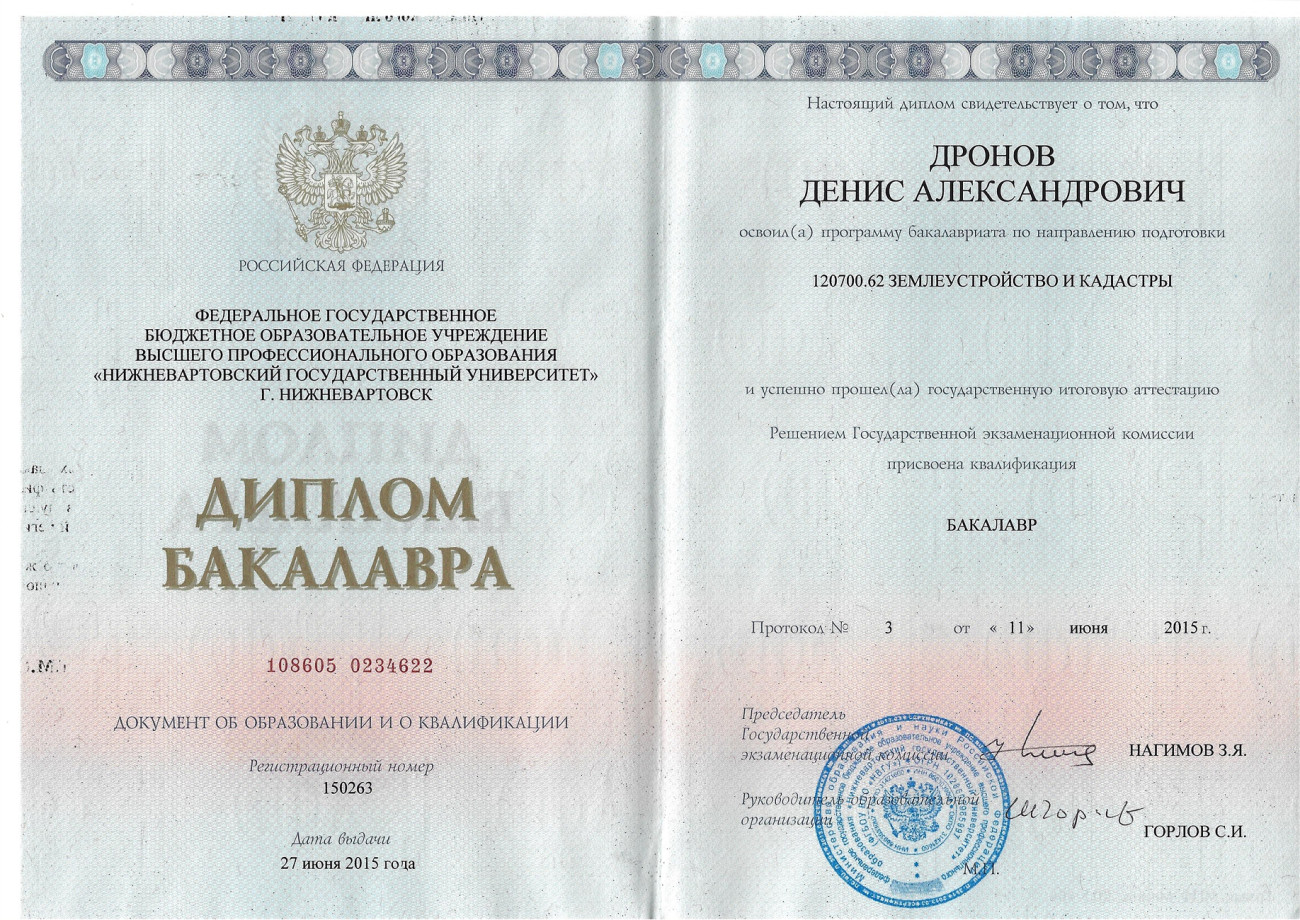 РОССИЙСКАЯ ФЕДЕРАЦИЯ
ФЕДЕРАЛЬНОЕ ГОСУДАРСТВЕННОЕ
БЮДЖЕТНОЕ ОБРАЗОВАТЕЛЬНОЕ УЧРЕЖДЕНИЕ
ВЫСШЕГО ПРОФЕССИОНАЛЬНОГО ОБРАЗОВАНИЯ
«НИЖНЕВАРТОВСКИЙ ГОСУДАРСТВЕННЫЙ УНИВЕРСИТЕТ»
Г. НИЖНЕВАРТОВСК
ДИПЛОМ
БАКАЛАВРА
108605 0234622
ДОКУМЕНТ ОБ ОБРАЗОВАНИИ И О КВАЛИФИКАЦИИ
Регистрационный номер
150263
Дата выдачи
27 июня 2015 года
Настоящий диплом свидетельствует о том, что
ДРОНОВ
ДЕНИС АЛЕКСАНДРОВИЧ
освоил(а) программу бакалавриата по направлению подготовки
120700.62 ЗЕМЛЕУСТРОЙСТВО И КАДАСТРЫ
и успешно прошел(ла) государственную итоговую аттестацию
Решением Государственной экзаменационной комиссии
присвоена квалификация
БАКАЛАВР
Протокол № 3 от « 11» июня 2015 г.
Председатель
Государственной
экзаменационной комиссии
НАГИМОВ З.Я.
Руководитель образовательной
организации
ГОРЛОВ С.И.
М.П.